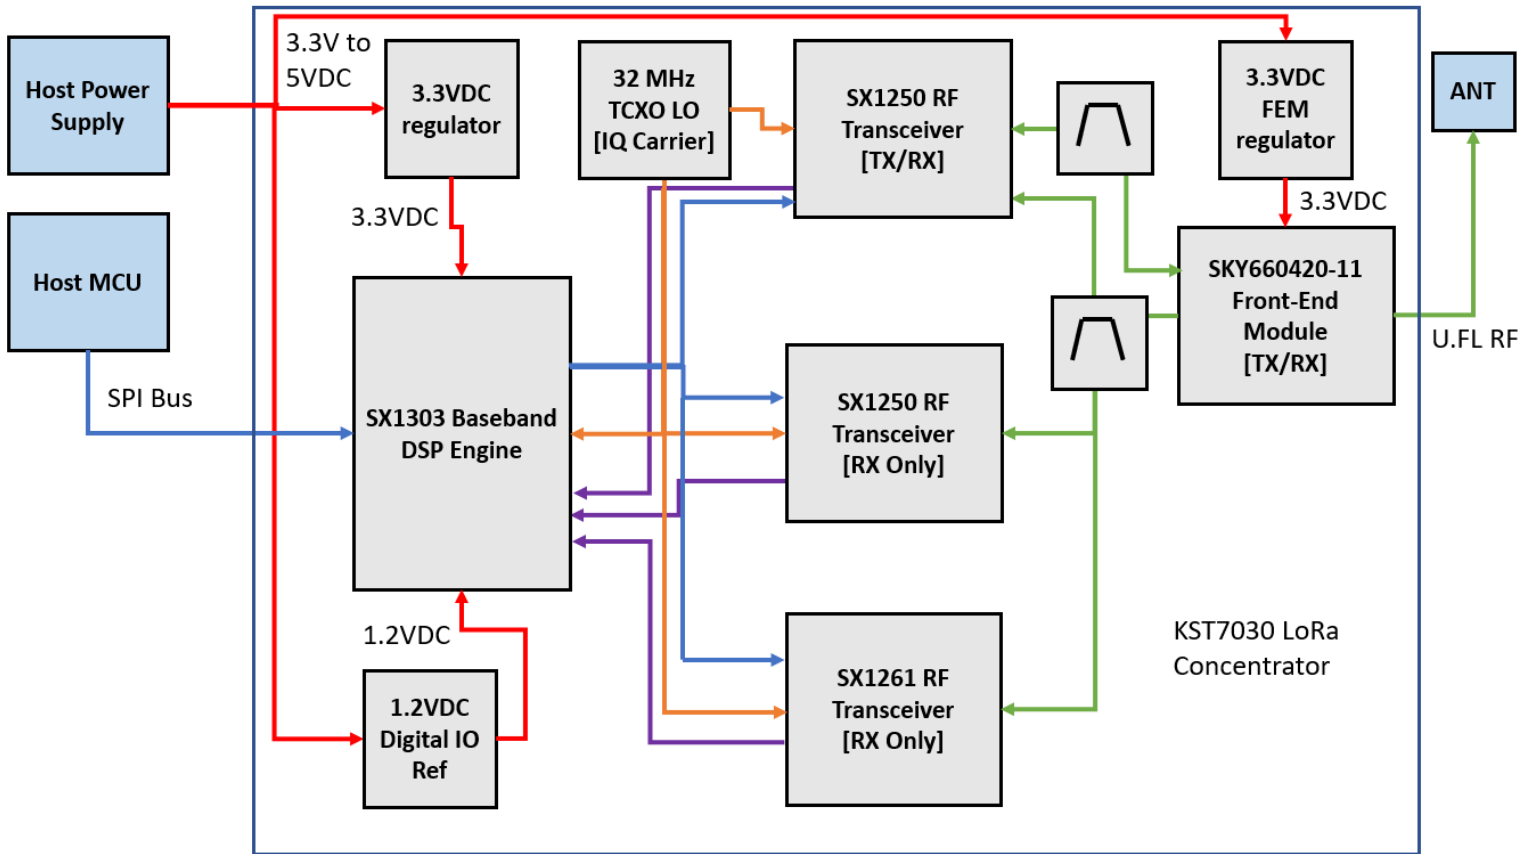 Host Power
Supply
3.3V to
5VDC
3.3VDC
regulator
32 MHz
TCXO LO
[IQ Carrier]
SX1250 RF
Transceiver
[TX/RX]
3.3VDC
FEM
regulator
ANT
3.3VDC
3.3VDC
Host MCU
SKY660420-11
Front-End
Module
[TX/RX]
U.FL RF
SPI Bus
SX1303 Baseband
DSP Engine
SX1250 RF
Transceiver
[RX Only]
1.2VDC
KST7030 LoRa
Concentrator
1.2VDC
Digital IO
Ref
SX1261 RF
Transceiver
[RX Only]